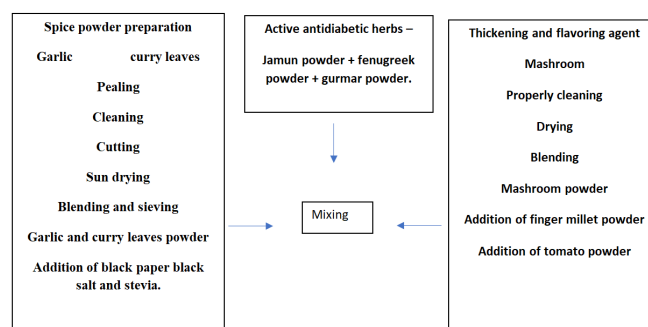 Spice powder preparation
Garlic curry leaves
Pealing
Cleaning
Cutting
Sun drying
Blending and sieving
Garlic and curry leaves powder
Addition of black paper black
salt and stevia.
Active antidiabetic herbs –
Jamun powder + fenugreek
powder + gurmar powder.
Mixing
Thickening and flavoring agent
Mashroom
Properly cleaning
Drying
Blending
Mashroom powder
Addition of finger millet powder
Addition of tomato powder